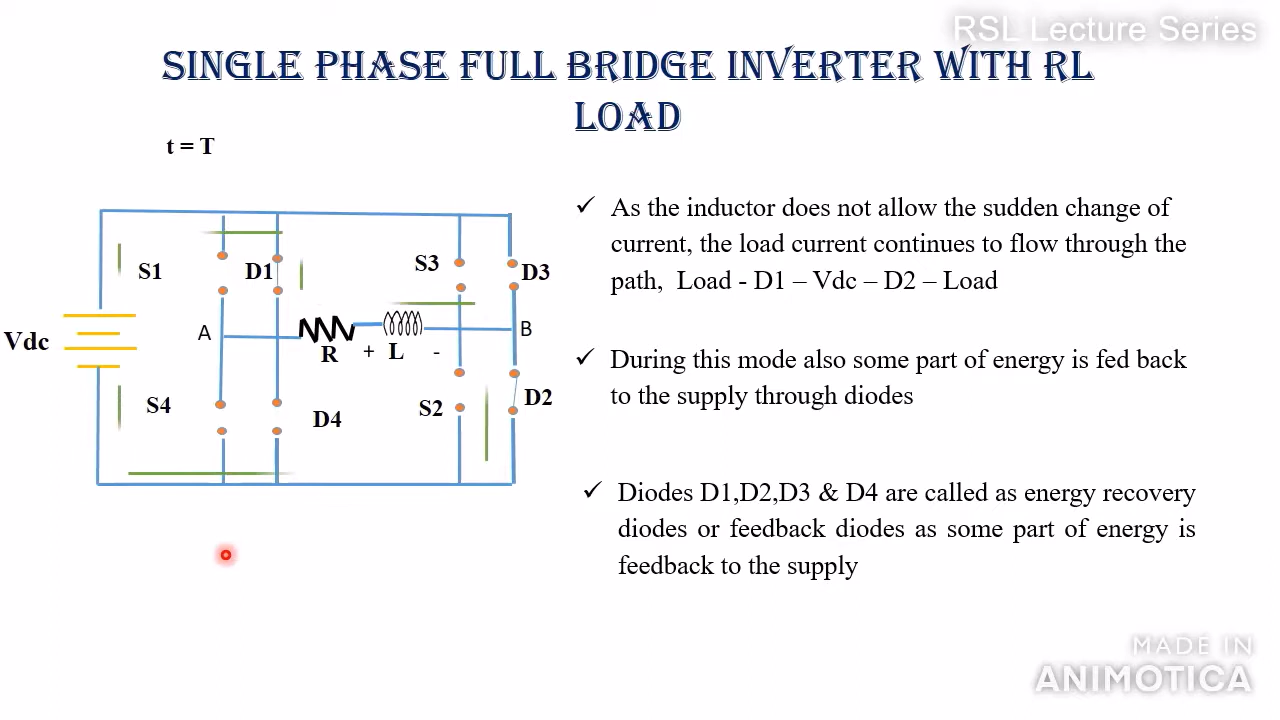 RSL Lecture Series
SINGLE PHASE FULL BRIDGE INVERTER WITH RL
LOAD
t = T
S1
D1
S3
D3
Vdc
A
R
+ L -
B
S4
D4
S2
D2
✓ As the inductor does not allow the sudden change of
current, the load current continues to flow through the
path, Load - D1 – Vdc – D2 – Load
✓ During this mode also some part of energy is fed back
to the supply through diodes
✓ Diodes D1,D2,D3 & D4 are called as energy recovery
diodes or feedback diodes as some part of energy is
feedback to the supply
MADE IN
ANIMOTICA